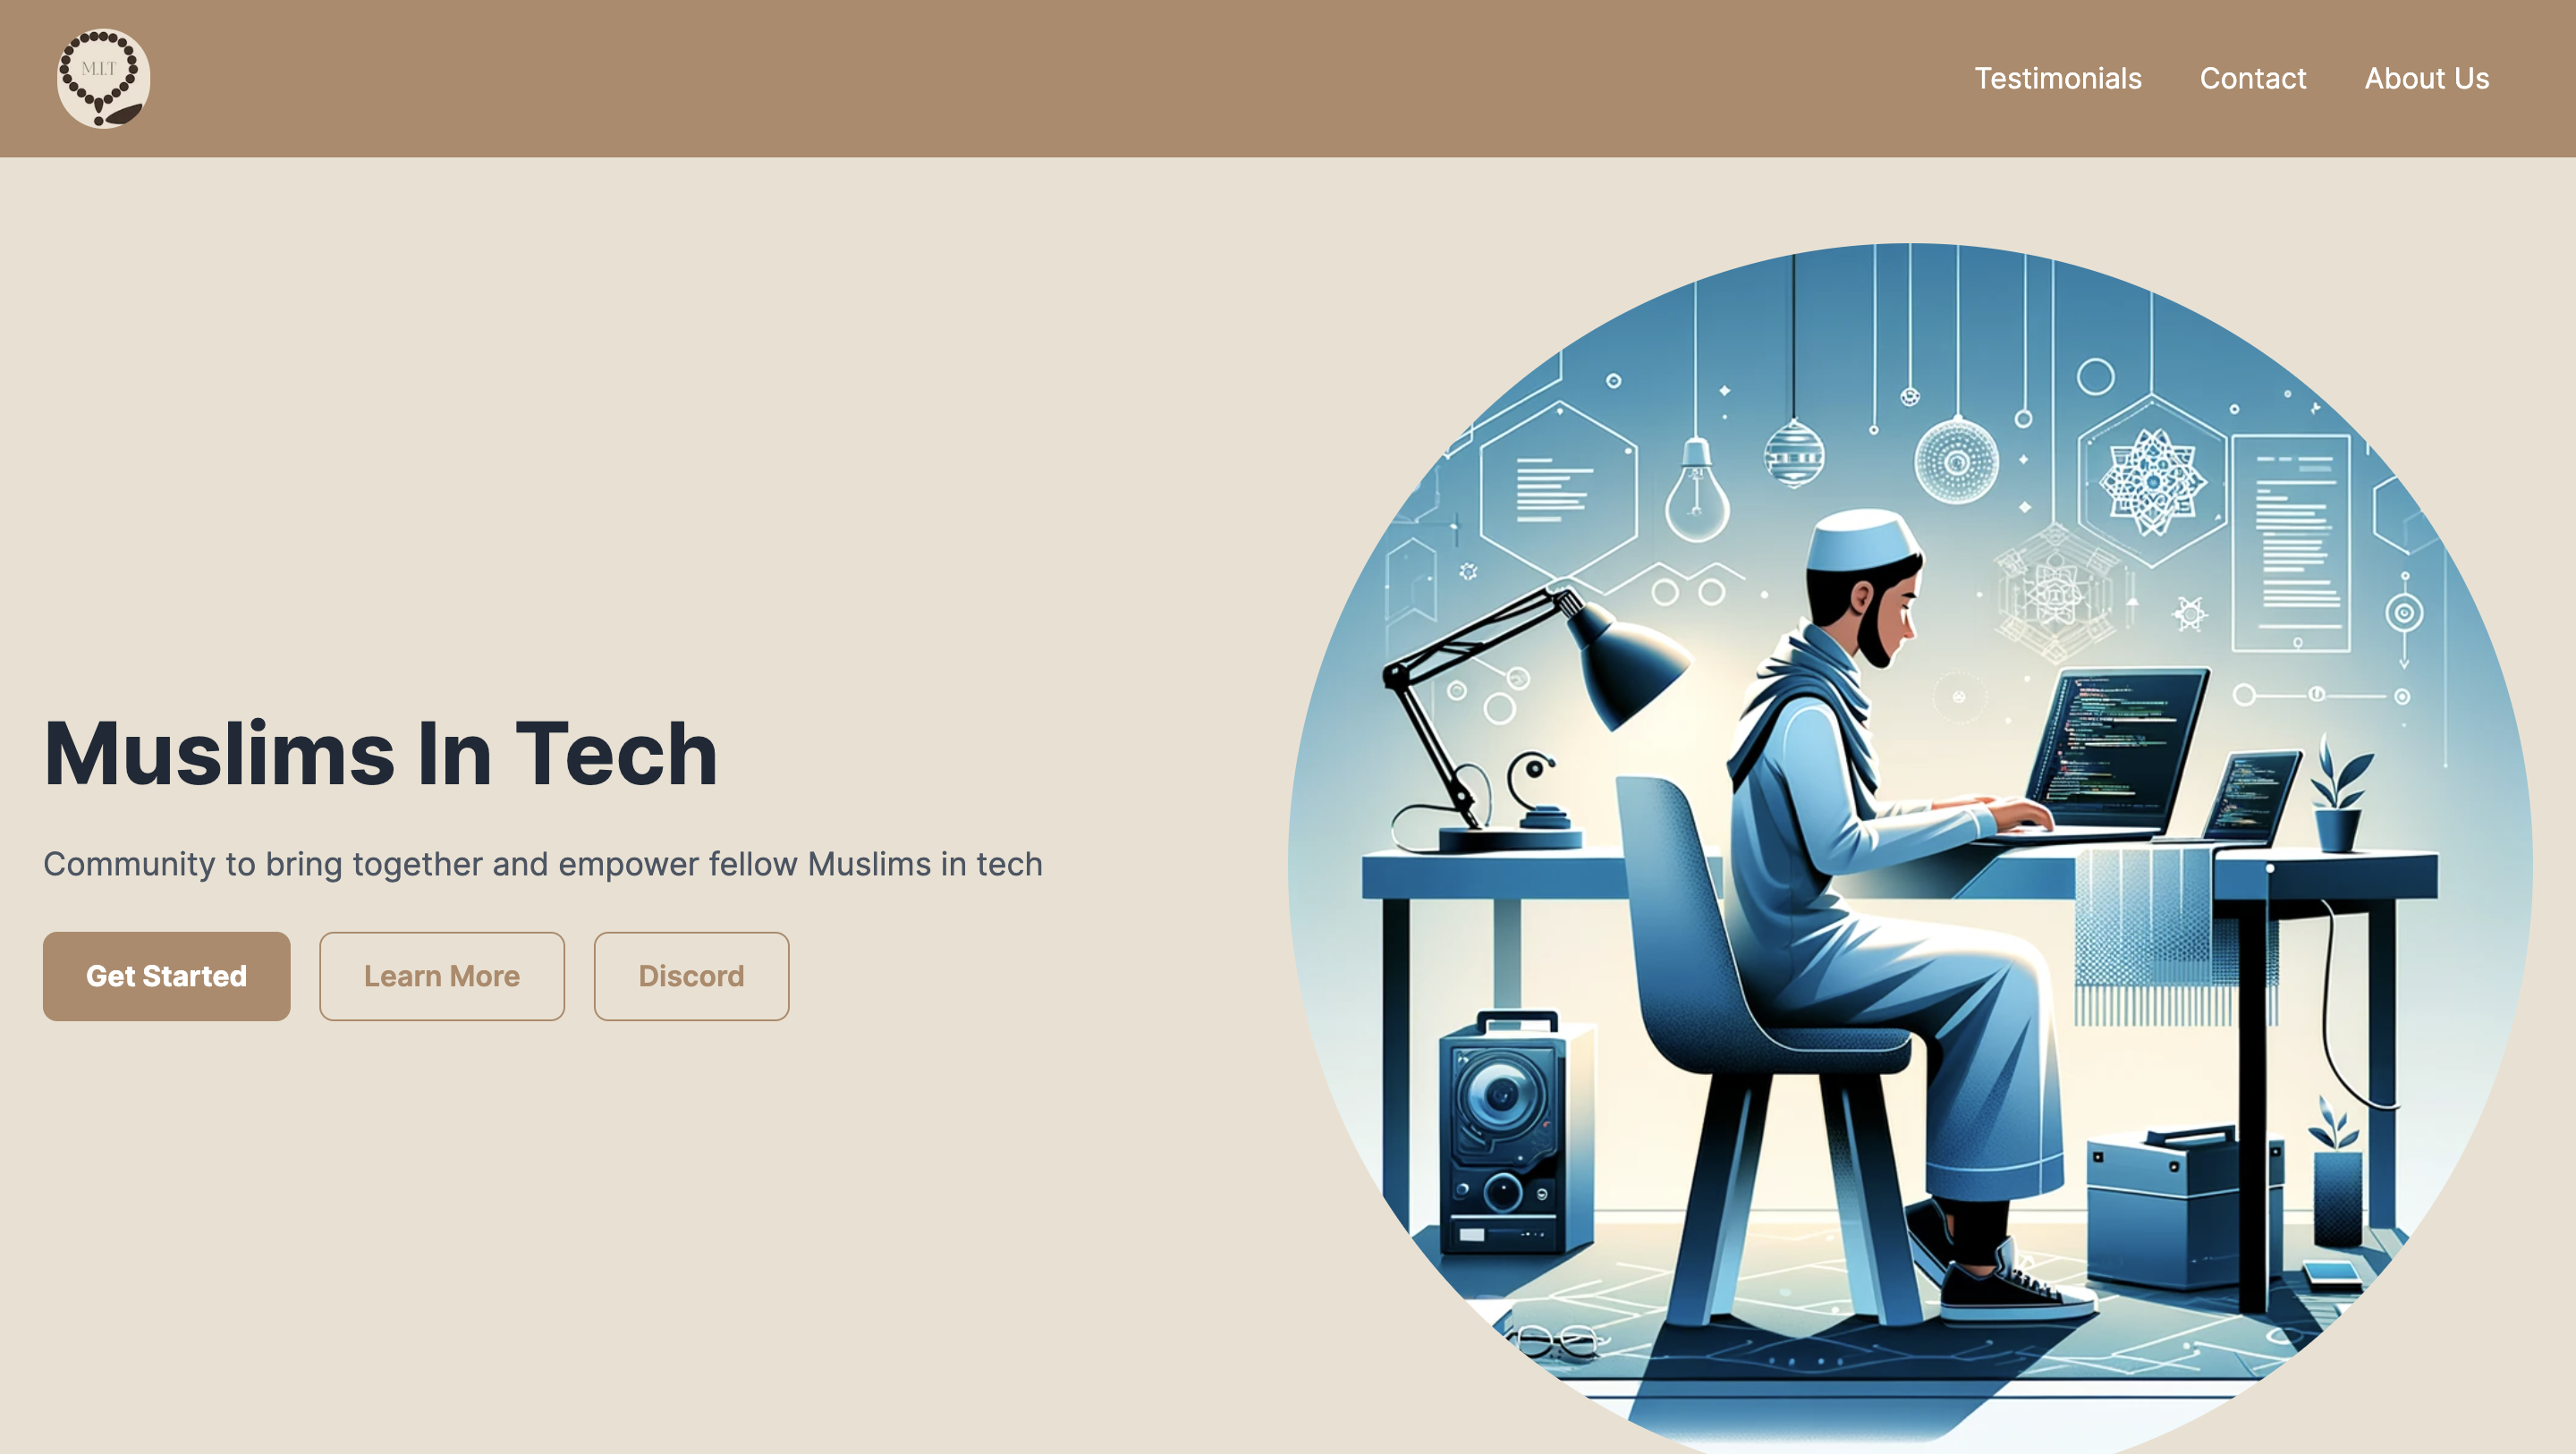 M.I.T
Testimonials
Contact
About Us
Muslims In Tech
Community to bring together and empower fellow Muslims in tech
Get Started
Learn More
Discord